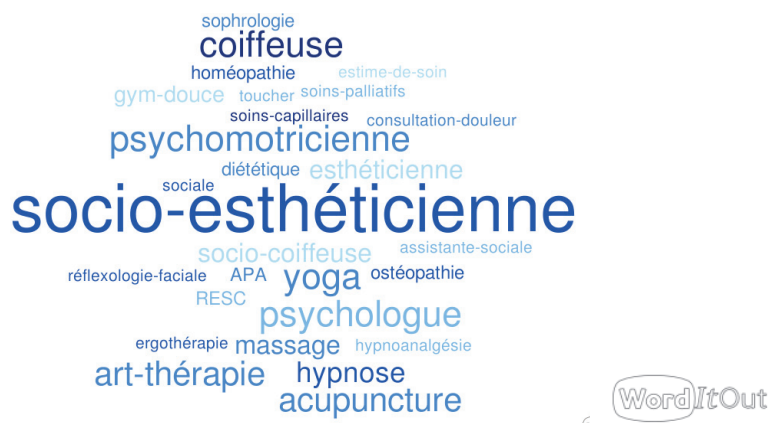 sophrologie
coiffeuse
homéopathie estime-de-soin
gym-douce toucher soins-palliatifs
soins-capillaires consultation-douleur
psychomotricienne
diététique esthéticienne
sociale
socio-esthéticienne
socio-coiffeuse assistante-sociale
réflexologie-faciale APA yoga ostéopathie
RESC
psychologue
ergothérapie massage hypnoanalgésie
art-thérapie hypnose
acupuncture
WordItOut